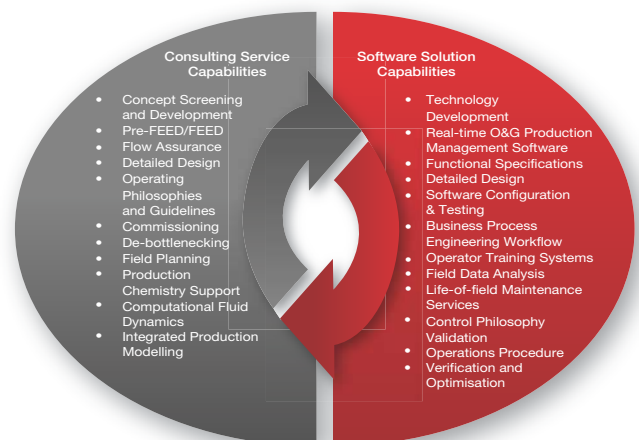 Consulting Service
Capabilities
• Concept Screening
and Development
• Pre-FEED/FEED
• Flow Assurance
• Detailed Design
• Operating
Philosophies
and Guidelines
• Commissioning
• De-bottlenecking
• Field Planning
• Production
Chemistry Support
• Computational Fluid
Dynamics
• Integrated Production
Modelling
Software Solution
Capabilities
• Technology
Development
• Real-time O&G Production
Management Software
• Functional Specifications
• Detailed Design
• Software Configuration
& Testing
• Business Process
Engineering Workflow
• Operator Training Systems
• Field Data Analysis
• Life-of-field Maintenance
Services
• Control Philosophy
Validation
• Operations Procedure
• Verification and
Optimisation